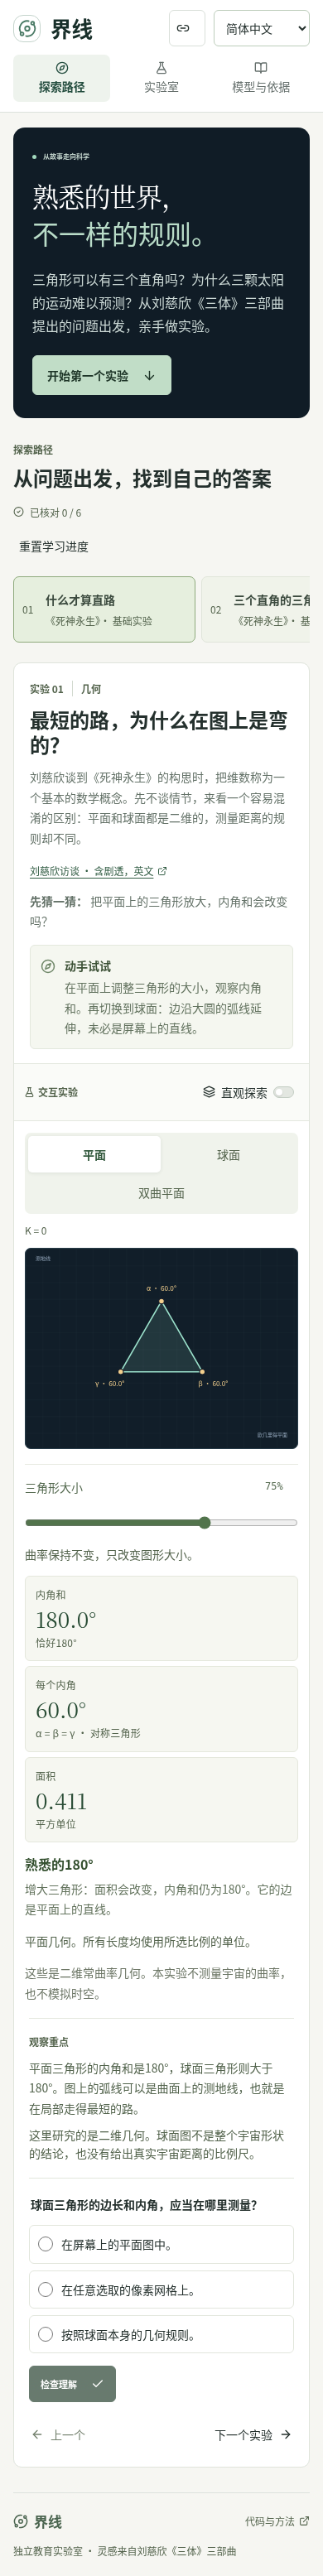 界线
简体中文
探索路径
实验室
模型与依据
从故事走向科学
熟悉的世界，
不一样的规则。
三角形可以有三个直角吗？为什么三颗太阳
的运动难以预测？从刘慈欣《三体》三部曲
提出的问题出发，亲手做实验。
开始第一个实验
探索路径
从问题出发，找到自己的答案
已核对 0 / 6
重置学习进度
01
什么才算直路
《死神永生》· 基础实验
02
三个直角的三角
《死神永生》· 基
实验 01
几何
最短的路，为什么在图上是弯
的？
刘慈欣谈到《死神永生》的构思时，把维数称为一
个基本的数学概念。先不谈情节，来看一个容易混
淆的区别：平面和球面都是二维的，测量距离的规
则却不同。
刘慈欣访谈 · 含剧透，英文
先猜一猜： 把平面上的三角形放大，内角和会改变
吗？
动手试试
在平面上调整三角形的大小，观察内角
和。再切换到球面：边沿大圆的弧线延
伸，未必是屏幕上的直线。
交互实验
直观探索
平面
球面
双曲平面
K = 0
测地线
α · 60.0°
γ · 60.0°
β · 60.0°
欧几里得平面
三角形大小
75%
曲率保持不变，只改变图形大小。
内角和
180.0°
恰好180°
每个内角
60.0°
α = β = γ · 对称三角形
面积
0.411
平方单位
熟悉的180°
增大三角形：面积会改变，内角和仍为180°。它的边
是平面上的直线。
平面几何。所有长度均使用所选比例的单位。
这些是二维常曲率几何。本实验不测量宇宙的曲率，
也不模拟时空。
观察重点
平面三角形的内角和是180°，球面三角形则大于
180°。图上的弧线可以是曲面上的测地线，也就是
在局部走得最短的路。
这里研究的是二维几何。球面图不是整个宇宙形状
的结论，也没有给出真实宇宙距离的比例尺。
球面三角形的边长和内角，应当在哪里测量？
在屏幕上的平面图中。
在任意选取的像素网格上。
按照球面本身的几何规则。
检查理解
上一个
下一个实验
界线
代码与方法
独立教育实验室 · 灵感来自刘慈欣《三体》三部曲